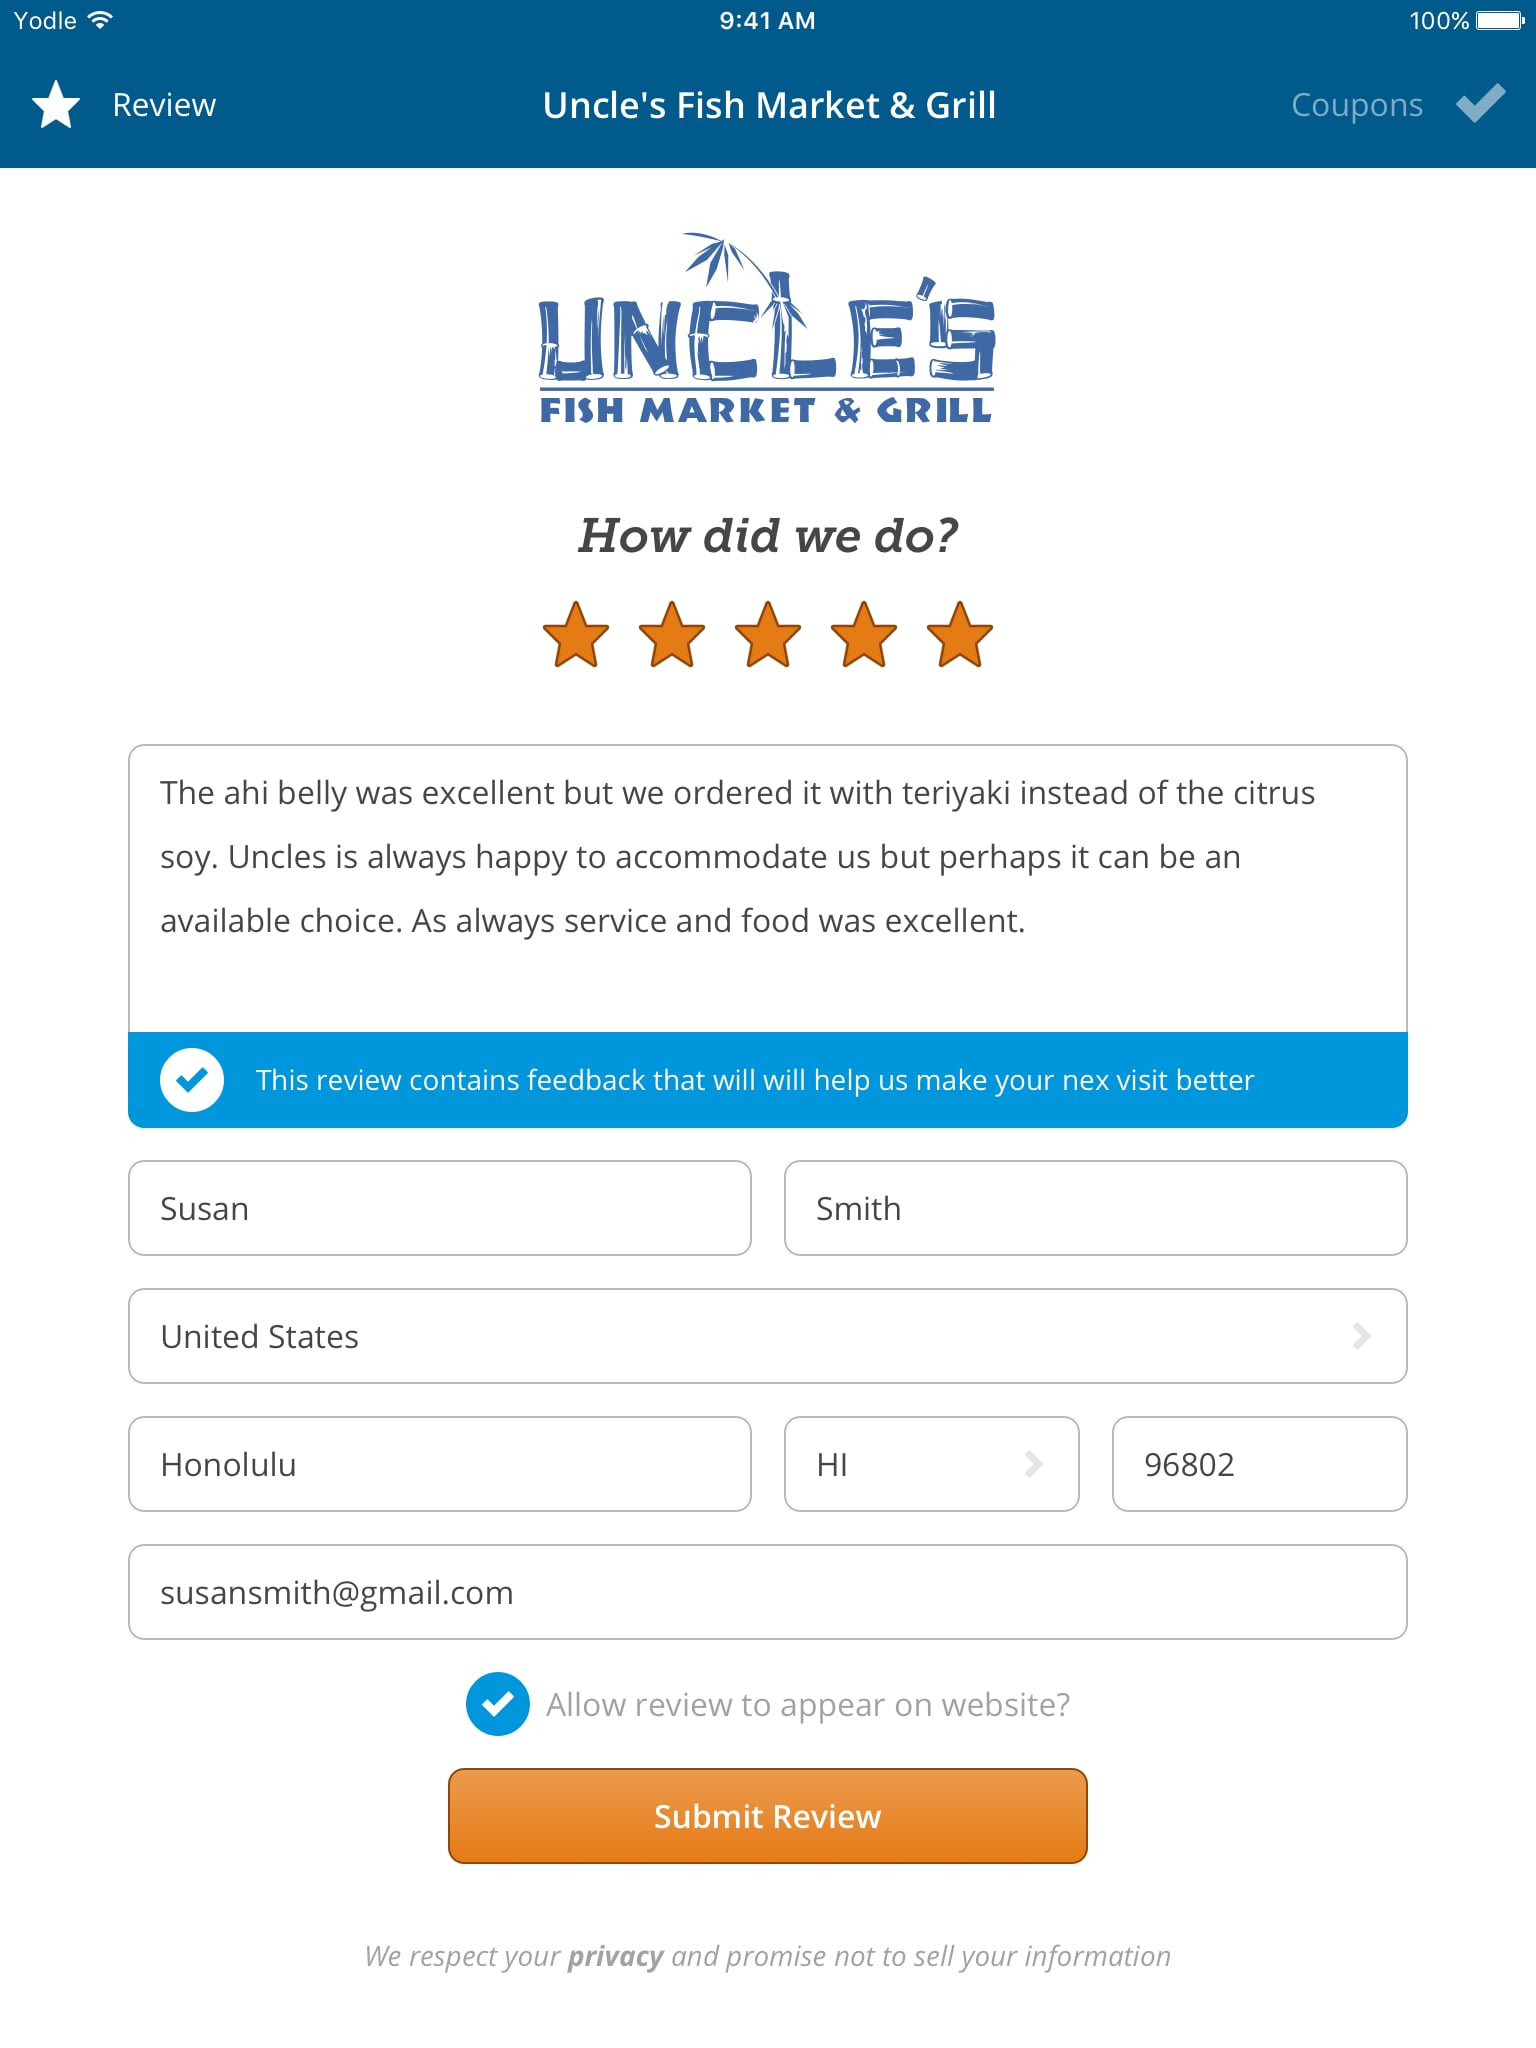 Yodle
9:41 AM
100%
Review
Uncle's Fish Market & Grill
Coupons
UNCLE'S
FISH MARKET & GRILL
How did we do?
The ahi belly was excellent but we ordered it with teriyaki instead of the citrus
soy. Uncles is always happy to accommodate us but perhaps it can be an
available choice. As always service and food was excellent.
This review contains feedback that will will help us make your nex visit better
Susan
Smith
United States
Honolulu
HI
96802
susansmith@gmail.com
Allow review to appear on website?
Submit Review
We respect your privacy and promise not to sell your information